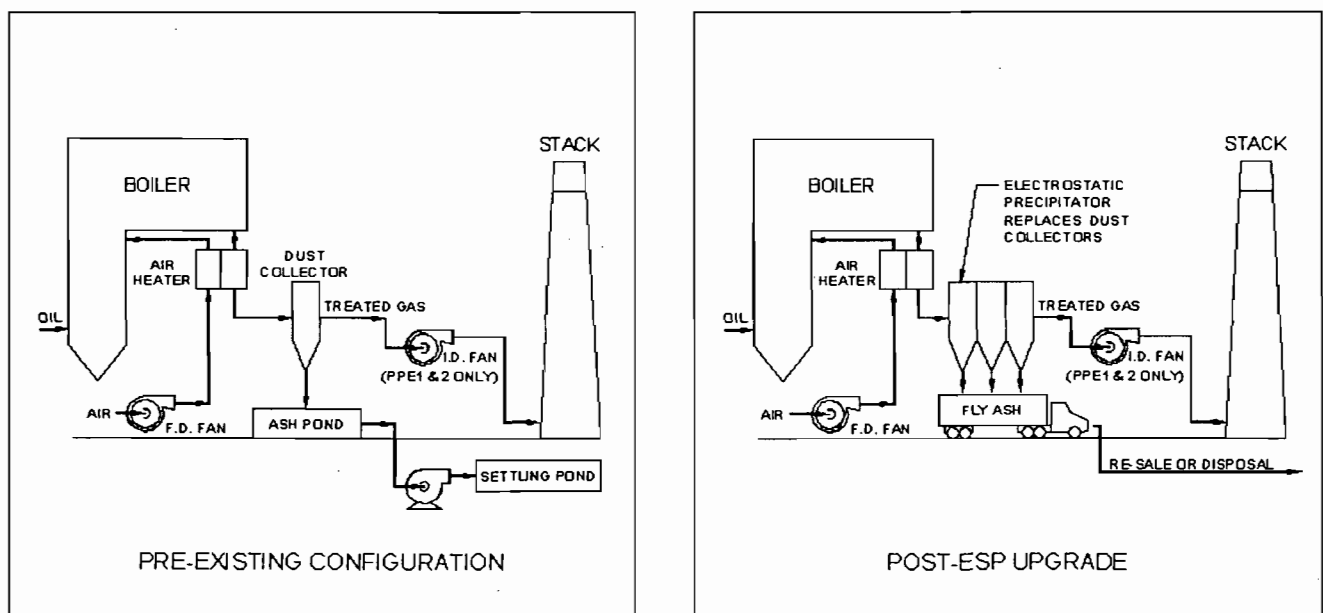 STACK
BOILER
DUST
COLLECTOR
AIR
HEATER
TREATED GAS
OIL
I.D. FAN
(PPE1 & 2 ONLY)
AIR
F.D. FAN
ASH POND
SETTLING POND
PRE-EXISTING CONFIGURATION
STACK
BOILER
ELECTROSTATIC
PRECIPITATOR
REPLACES DUST
COLLECTORS
AIR
HEATER
TREATED GAS
OIL
I.D. FAN
(PPE1 & 2 ONLY)
AIR
F.D. FAN
FLY ASH
RE-SALE OR DISPOSAL
POST-ESP UPGRADE